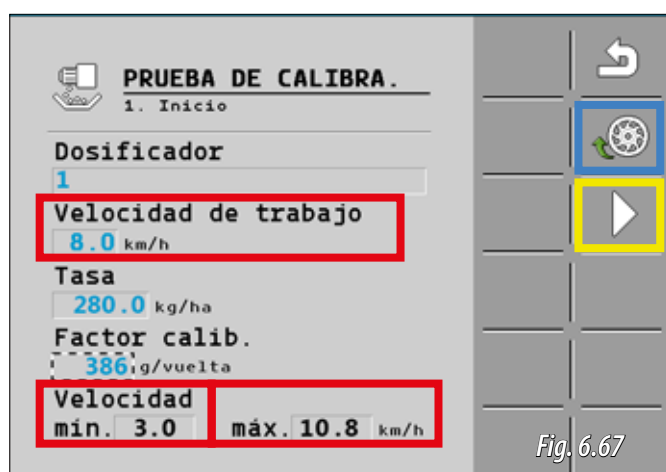 PRUEBA DE CALIBRA.
1. Inicio
Dosificador
1
Velocidad de trabajo
8.0 km/h
Tasa
280.0 kg/ha
Factor calib.
386 g/vuelta
Velocidad
mín. 3.0 máx. 10.8 km/h
Fig. 6.67